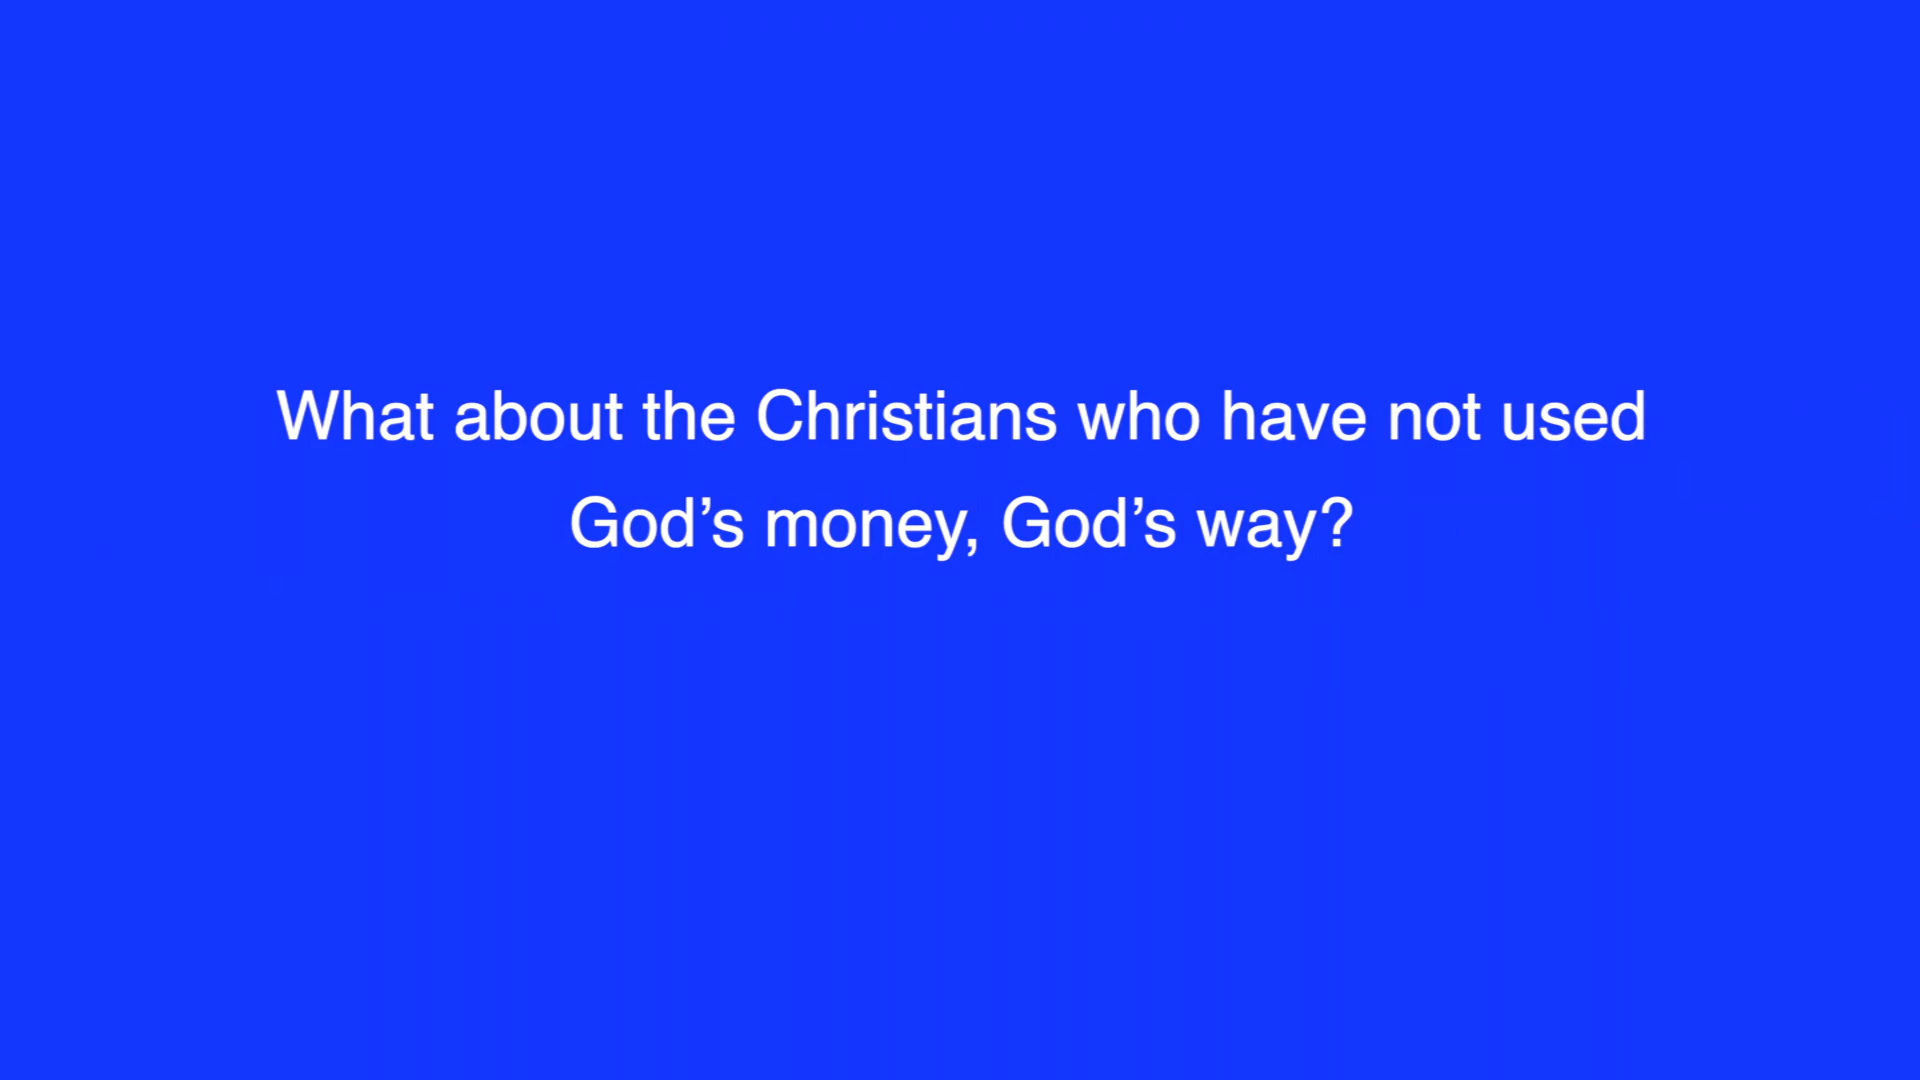 What about the Christians who have not used
God’s money, God’s way?